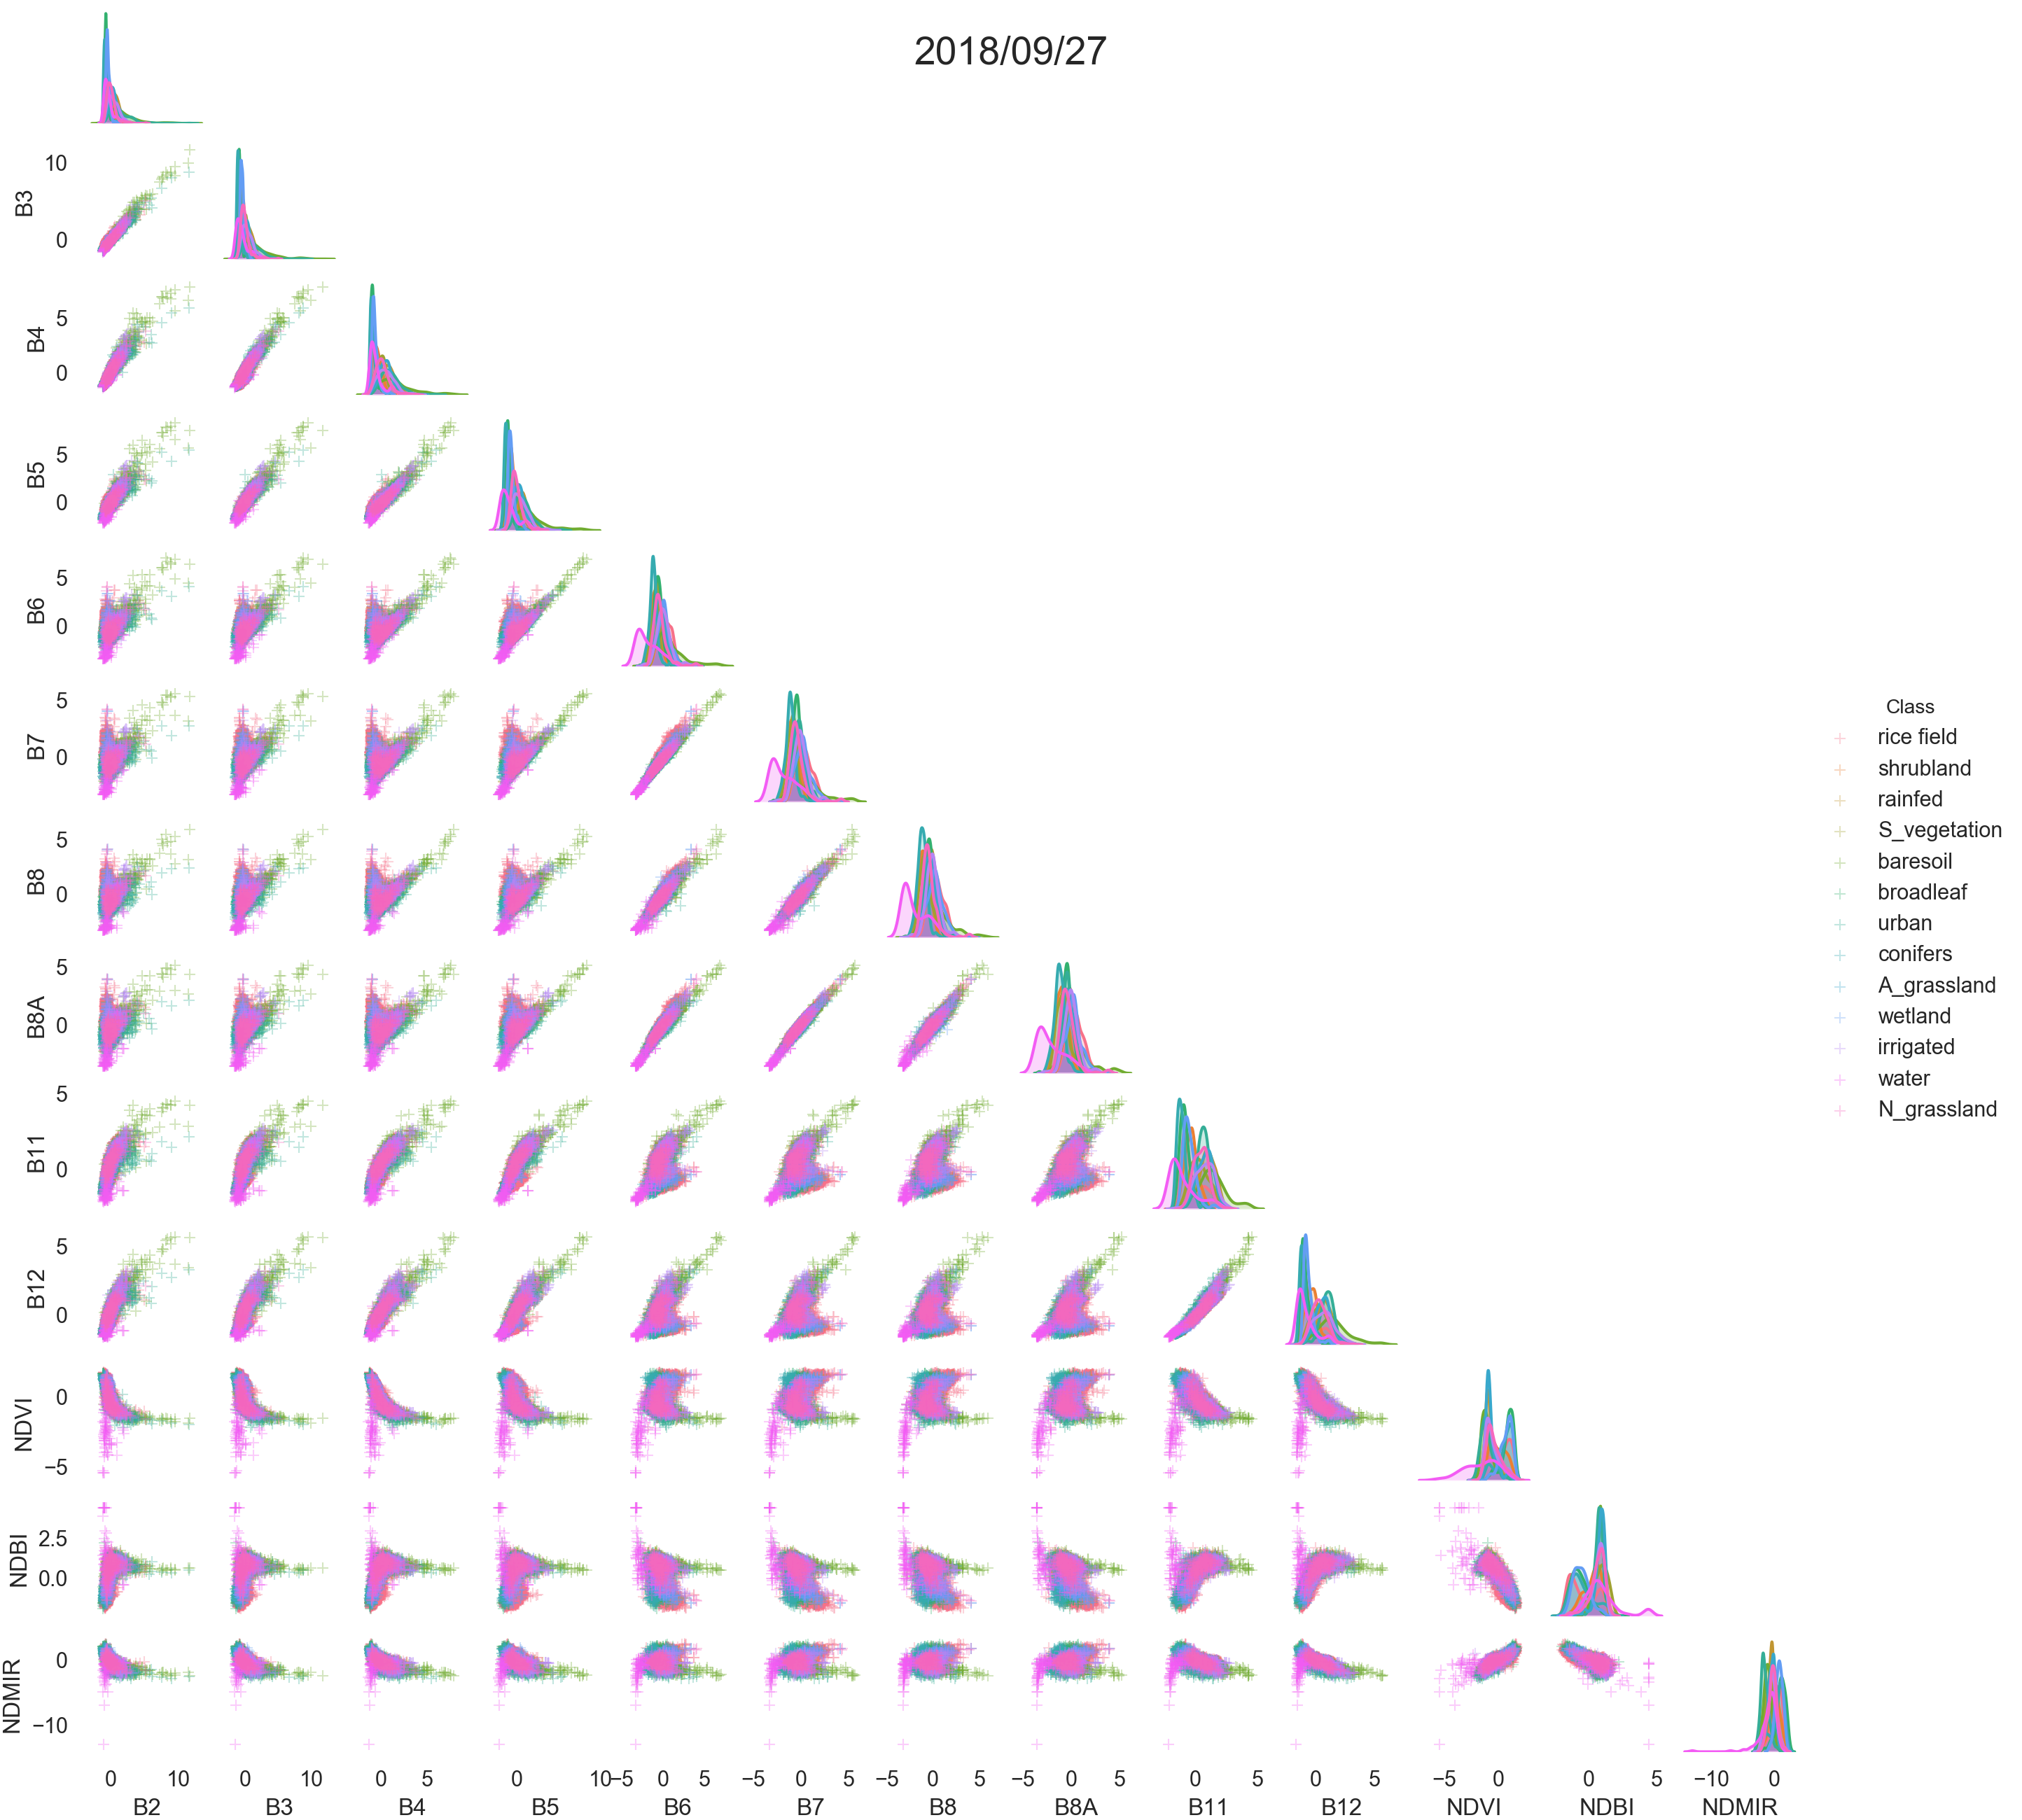 2018/09/27
10
0
B3
5
0
B4
5
0
B5
5
0
B6
5
0
B7
5
0
B8
5
0
B8A
5
0
B11
5
0
B12
0
−5
NDVI
2.5
0.0
NDBI
0
−10
NDMIR
0 10
0 10
0 5
0 10
−5 0 5
−5 0 5
−5 0 5
−5 0 5
0 5
0 5
−5 0
0 5
−10 0
B2 B3 B4 B5 B6 B7 B8 B8A B11 B12 NDVI NDBI NDMIR
Class
rice field
shrubland
rainfed
S_vegetation
baresoil
broadleaf
urban
conifers
A_grassland
wetland
irrigated
water
N_grassland